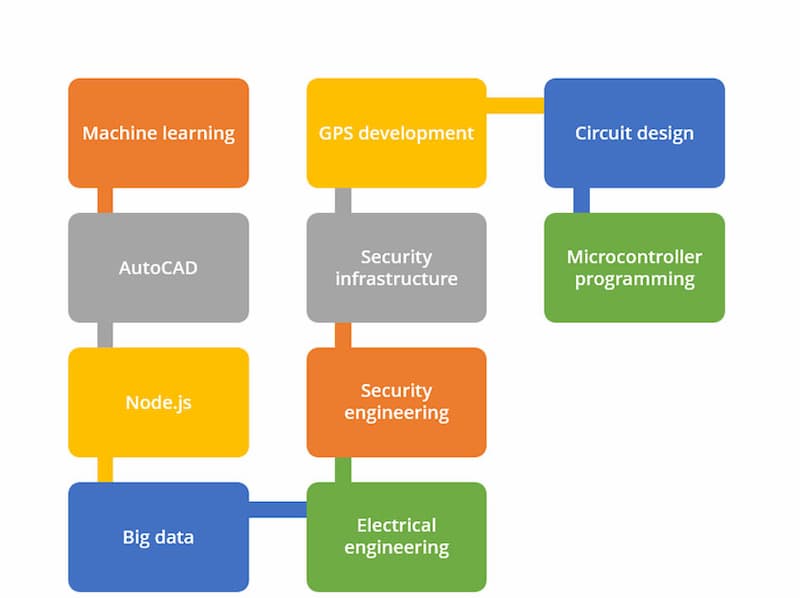 Machine learning
AutoCAD
Node.js
Big data
Electrical
engineering
Security
engineering
Security
infrastructure
GPS development
Circuit design
Microcontroller
programming